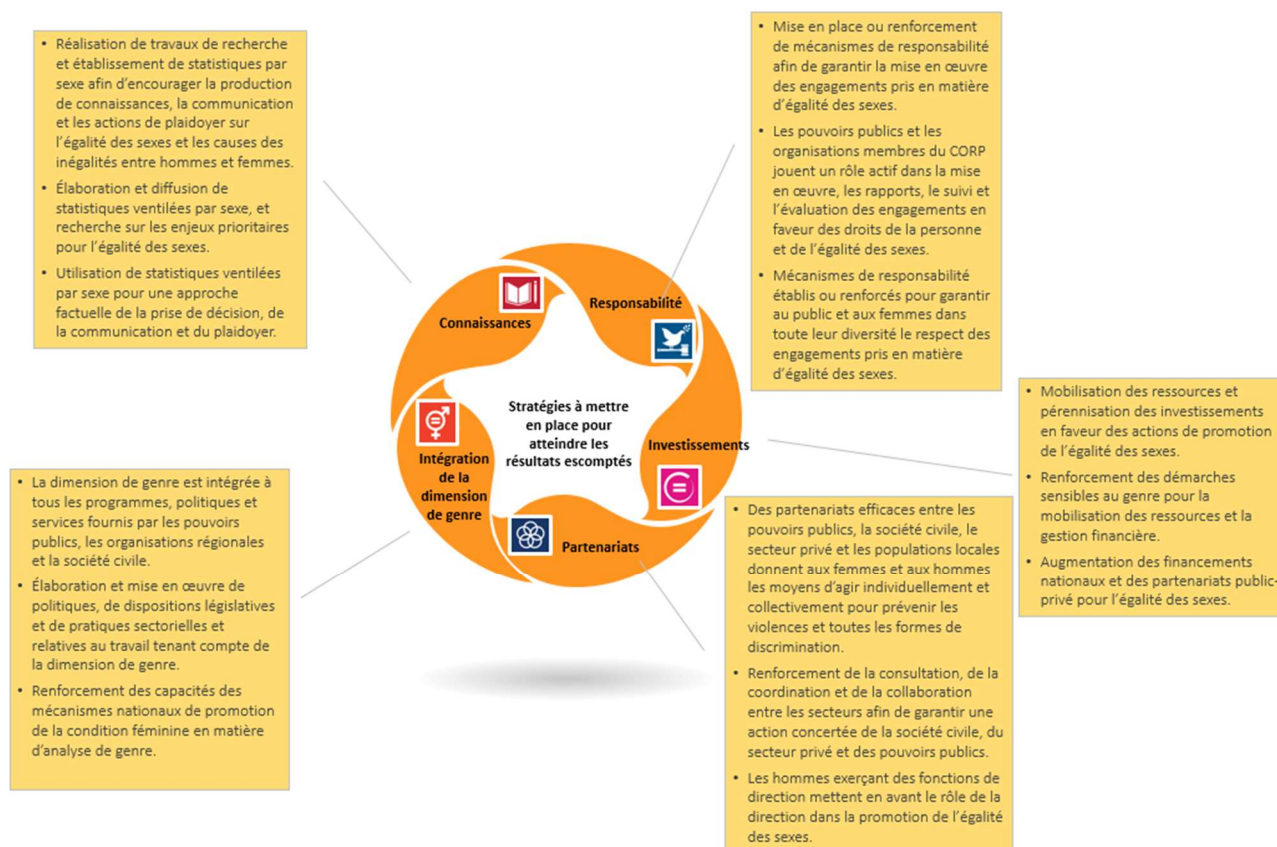 • Réalisation de travaux de recherche
et établissement de statistiques par
sexe afin d’encourager la production
de connaissances, la communication
et les actions de plaidoyer sur
l’égalité des sexes et les causes des
inégalités entre hommes et femmes.
• Élaboration et diffusion de
statistiques ventilées par sexe, et
recherche sur les enjeux prioritaires
pour l’égalité des sexes.
• Utilisation de statistiques ventilées
par sexe pour une approche
factuelle de la prise de décision, de
la communication et du plaidoyer.
• Mise en place ou renforcement
de mécanismes de responsabilité
afin de garantir la mise en œuvre
des engagements pris en matière
d’égalité des sexes.
• Les pouvoirs publics et les
organisations membres du CORP
jouent un rôle actif dans la mise
en œuvre, les rapports, le suivi et
l’évaluation des engagements en
faveur des droits de la personne
et de l’égalité des sexes.
• Mécanismes de responsabilité
établis ou renforcés pour garantir
au public et aux femmes dans
toute leur diversité le respect des
engagements pris en matière
d’égalité des sexes.
Connaissances
Responsabilité
Stratégies à mettre
en place pour
atteindre les
résultats escomptés
Investissements
Intégration
de la
dimension
de genre
Partenariats
• Mobilisation des ressources et
pérennisation des investissements
en faveur des actions de promotion
de l’égalité des sexes.
• Renforcement des démarches
sensibles au genre pour la
mobilisation des ressources et la
gestion financière.
• Augmentation des financements
nationaux et des partenariats public-
privé pour l’égalité des sexes.
• La dimension de genre est intégrée à
tous les programmes, politiques et
services fournis par les pouvoirs
publics, les organisations régionales
et la société civile.
• Élaboration et mise en œuvre de
politiques, de dispositions législatives
et de pratiques sectorielles et
relatives au travail tenant compte de
la dimension de genre.
• Renforcement des capacités des
mécanismes nationaux de promotion
de la condition féminine en matière
d’analyse de genre.
• Des partenariats efficaces entre les
pouvoirs publics, la société civile, le
secteur privé et les populations locales
donnent aux femmes et aux hommes
les moyens d’agir individuellement et
collectivement pour prévenir les
violences et toutes les formes de
discrimination.
• Renforcement de la consultation, de la
coordination et de la collaboration
entre les secteurs afin de garantir une
action concertée de la société civile, du
secteur privé et des pouvoirs publics.
• Les hommes exerçant des fonctions de
direction mettent en avant le rôle de la
direction dans la promotion de l’égalité
des sexes.